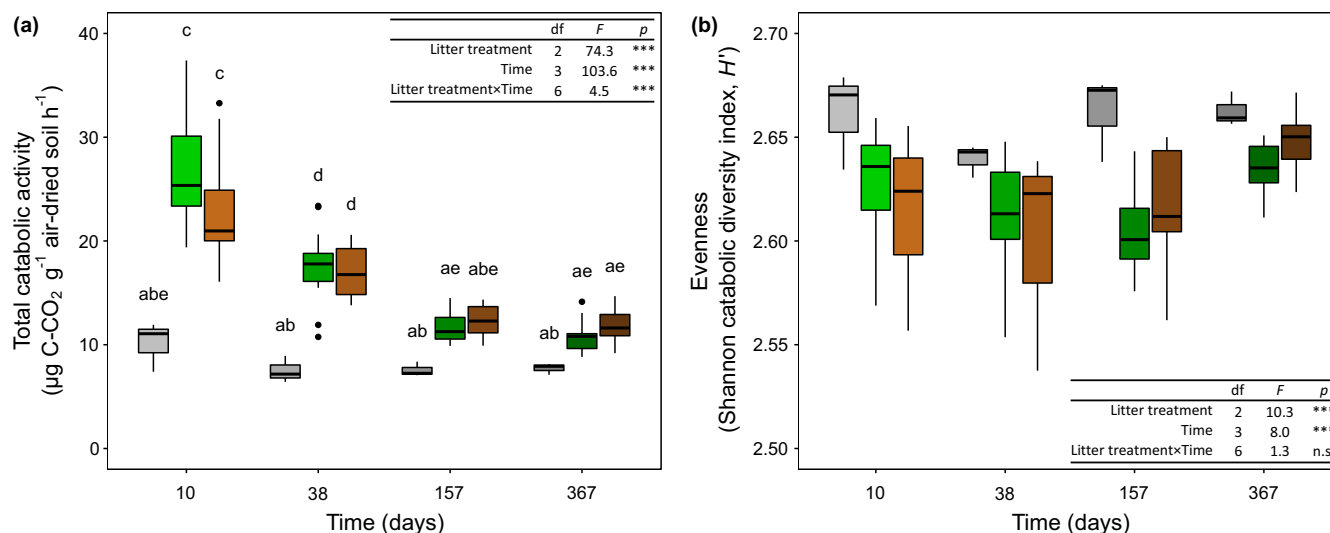 (a)
Total catabolic activity
(µg C-CO₂ g⁻¹ air-dried soil h⁻¹)
40
30
20
10
0
df F p
Litter treatment 2 74.3 ***
Time 3 103.6 ***
Litter treatment×Time 6 4.5 ***
abe
c
c
ab
d
d
ab
ae
abe
ab
ae
ae
10 38 157 367
Time (days)
(b)
Evenness
(Shannon catabolic diversity index, H')
2.70
2.65
2.60
2.55
2.50
df F p
Litter treatment 2 10.3 **
Time 3 8.0 **
Litter treatment×Time 6 1.3 n.s
10 38 157 367
Time (days)